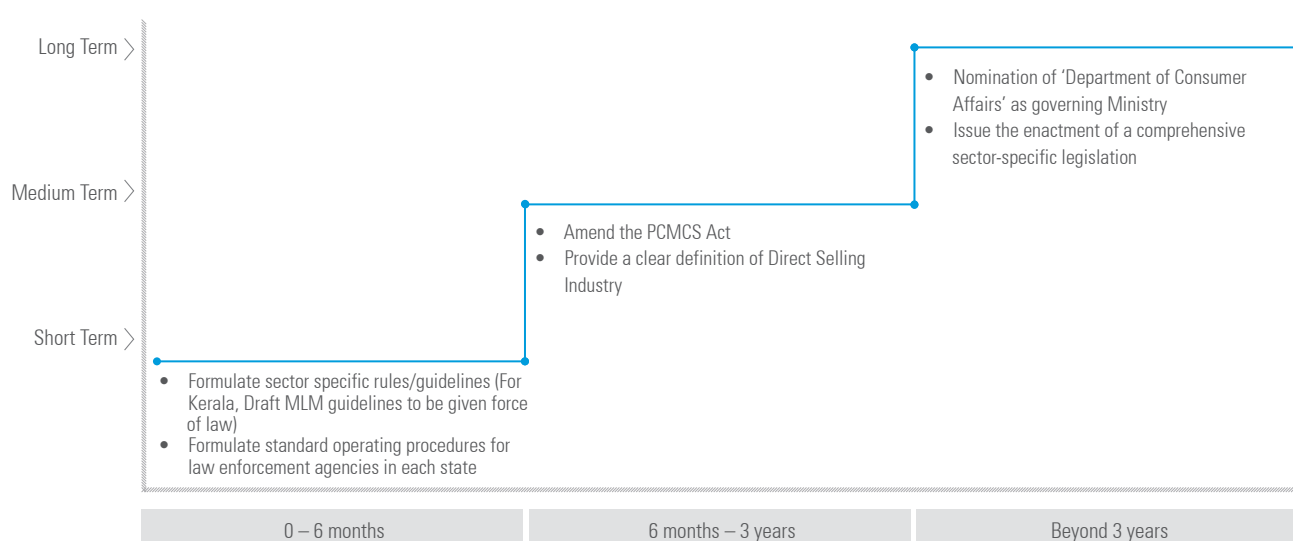 Long Term
Nomination of ‘Department of Consumer
Affairs’ as governing Ministry
Issue the enactment of a comprehensive
sector-specific legislation
Medium Term
Amend the PCMCS Act
Provide a clear definition of Direct Selling
Industry
Short Term
Formulate sector specific rules/guidelines (For
Kerala, Draft MLM guidelines to be given force
of law)
Formulate standard operating procedures for
law enforcement agencies in each state
0 – 6 months
6 months – 3 years
Beyond 3 years